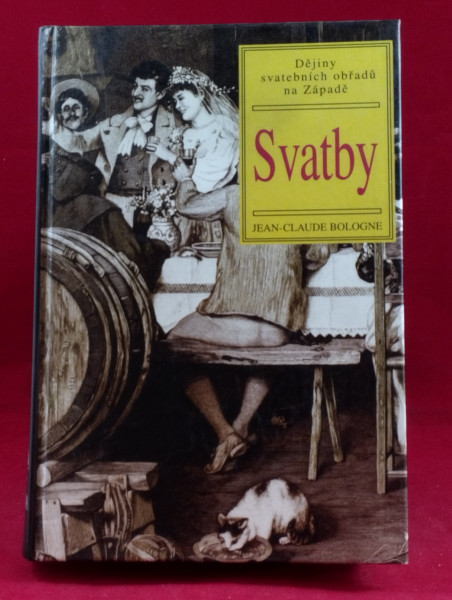 Dějiny
svatebních obřadů
na Západě
Svatby
JEAN-CLAUDE BOLOGNE